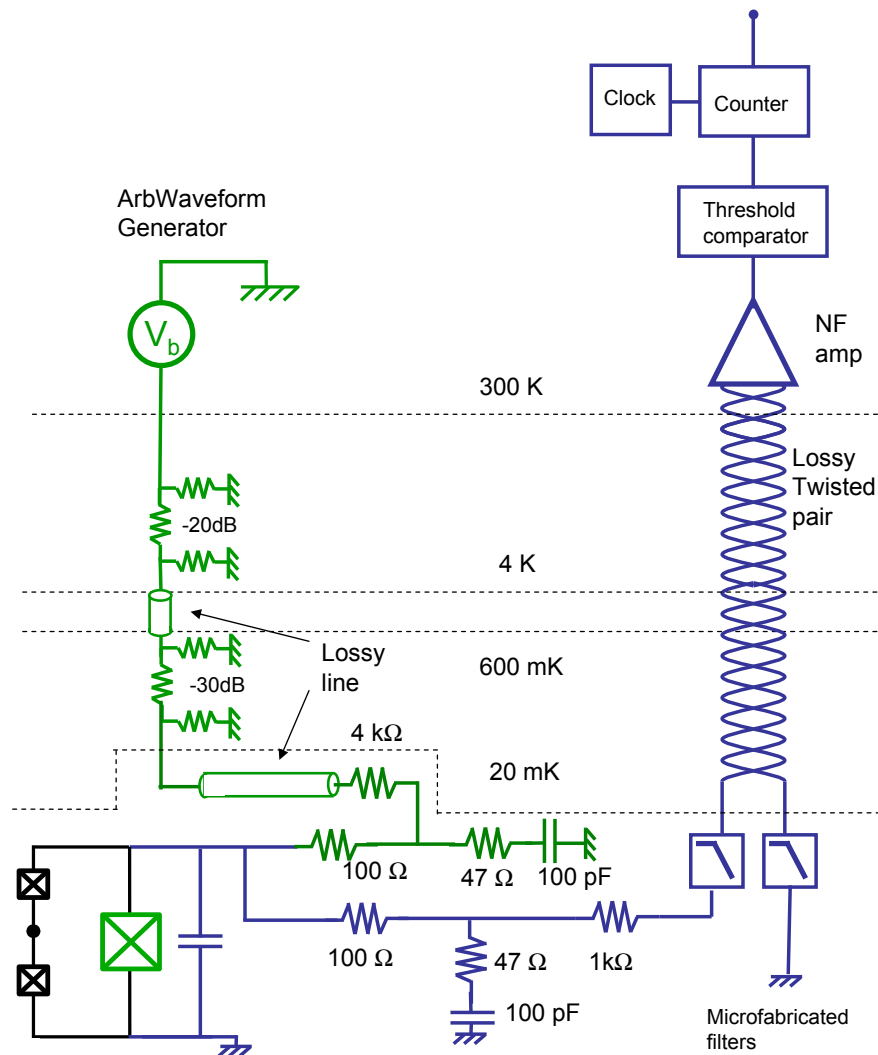 Clock
Counter
ArbWaveform
Generator
Threshold
comparator
V_b
NF
amp
300 K
Lossy
Twisted
pair
-20dB
4 K
Lossy
line
600 mK
-30dB
4 kΩ
20 mK
100 Ω
47 Ω
100 pF
100 Ω
47 Ω
1kΩ
100 pF
Microfabricated
filters